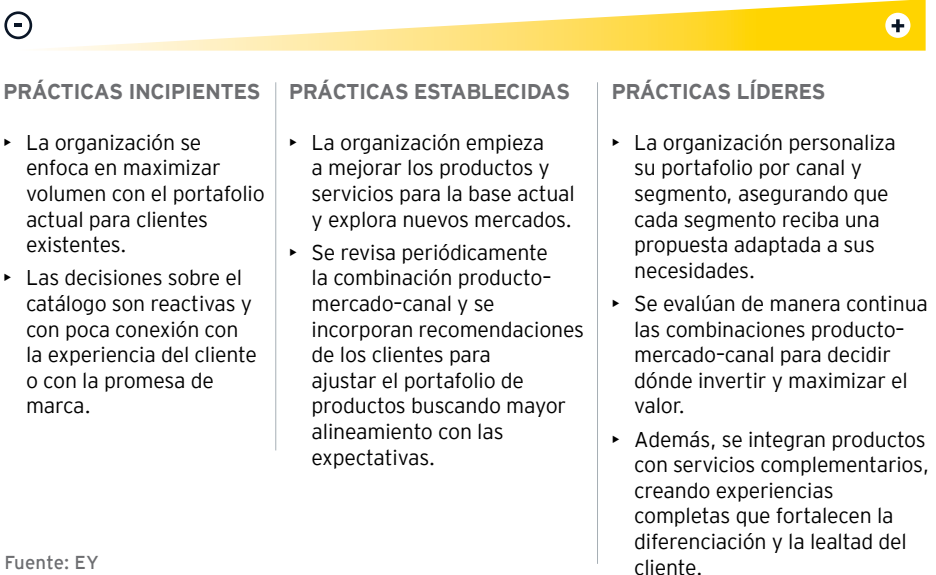 PRÁCTICAS INCIPIENTES
‣ La organización se
enfoca en maximizar
volumen con el portafolio
actual para clientes
existentes.
‣ Las decisiones sobre el
catálogo son reactivas y
con poca conexión con
la experiencia del cliente
o con la promesa de
marca.
PRÁCTICAS ESTABLECIDAS
‣ La organización empieza
a mejorar los productos y
servicios para la base actual
y explora nuevos mercados.
‣ Se revisa periódicamente
la combinación producto–
mercado–canal y se
incorporan recomendaciones
de los clientes para
ajustar el portafolio de
productos buscando mayor
alineamiento con las
expectativas.
PRÁCTICAS LÍDERES
‣ La organización personaliza
su portafolio por canal y
segmento, asegurando que
cada segmento reciba una
propuesta adaptada a sus
necesidades.
‣ Se evalúan de manera continua
las combinaciones producto–
mercado–canal para decidir
dónde invertir y maximizar el
valor.
‣ Además, se integran productos
con servicios complementarios,
creando experiencias
completas que fortalecen la
diferenciación y la lealtad del
cliente.
Fuente: EY